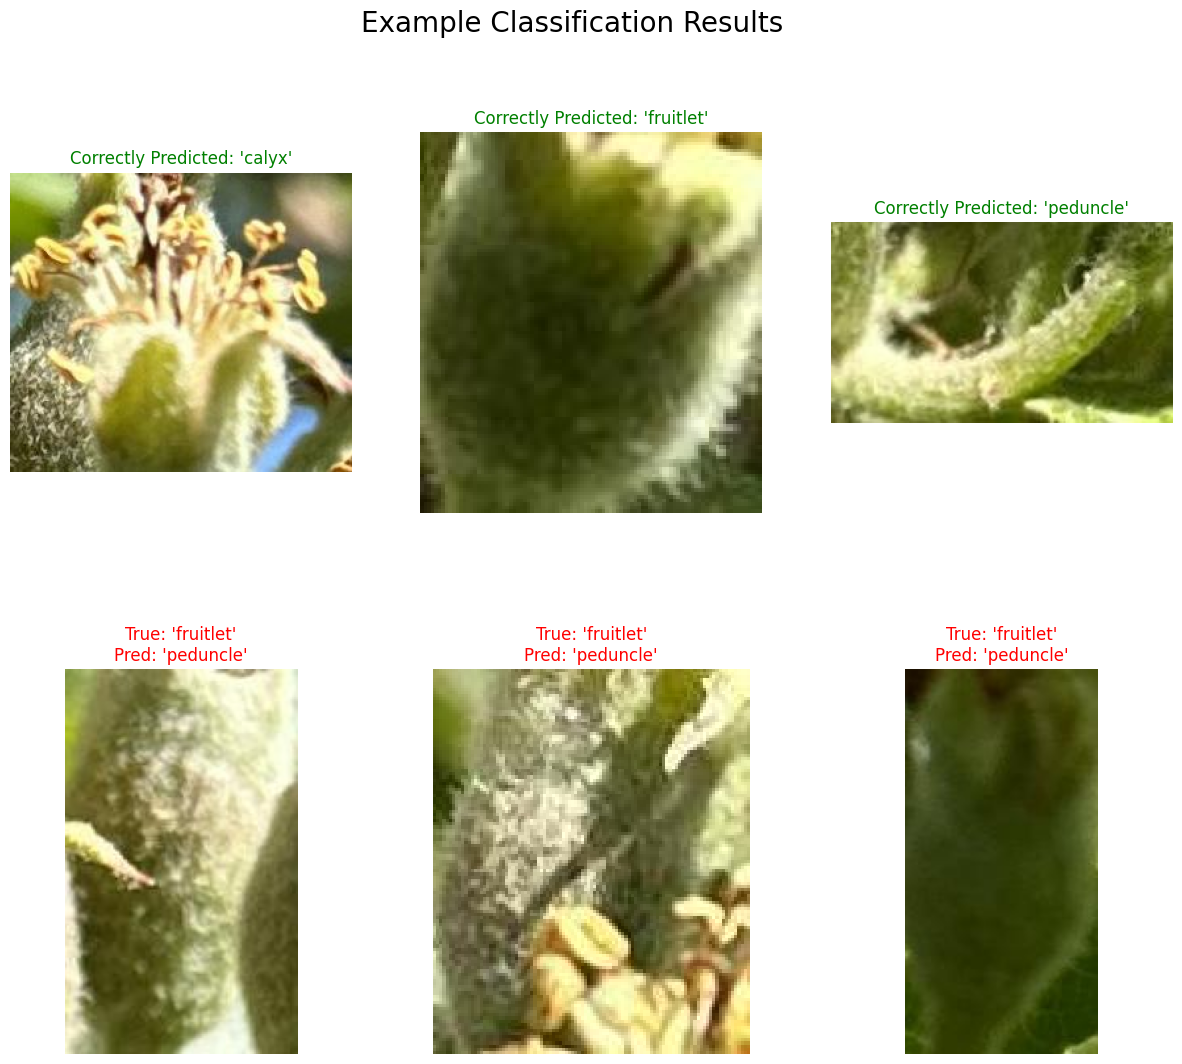 Example Classification Results
Correctly Predicted: 'calyx'
Correctly Predicted: 'fruitlet'
Correctly Predicted: 'peduncle'
True: 'fruitlet'
Pred: 'peduncle'
True: 'fruitlet'
Pred: 'peduncle'
True: 'fruitlet'
Pred: 'peduncle'